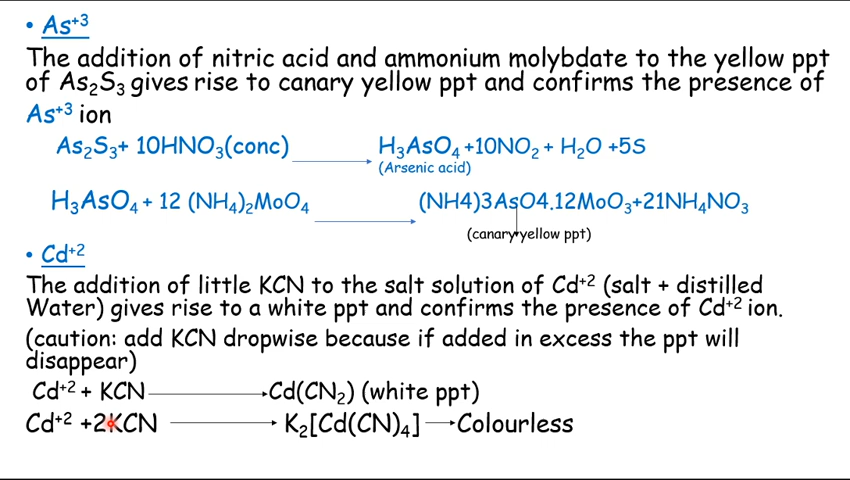 • As⁺³
The addition of nitric acid and ammonium molybdate to the yellow ppt
of As₂S₃ gives rise to canary yellow ppt and confirms the presence of
As⁺³ ion
As₂S₃+ 10HNO₃(conc) → H₃AsO₄ +10NO₂ + H₂O +5S
(Arsenic acid)
H₃AsO₄ + 12 (NH₄)₂MoO₄ → (NH4)3AsO4.12MoO₃+21NH₄NO₃
(canary yellow ppt)
• Cd⁺²
The addition of little KCN to the salt solution of Cd⁺² (salt + distilled
Water) gives rise to a white ppt and confirms the presence of Cd⁺² ion.
(caution: add KCN dropwise because if added in excess the ppt will
disappear)
Cd⁺² + KCN → Cd(CN₂) (white ppt)
Cd⁺² +2KCN → K₂[Cd(CN)₄] → Colourless